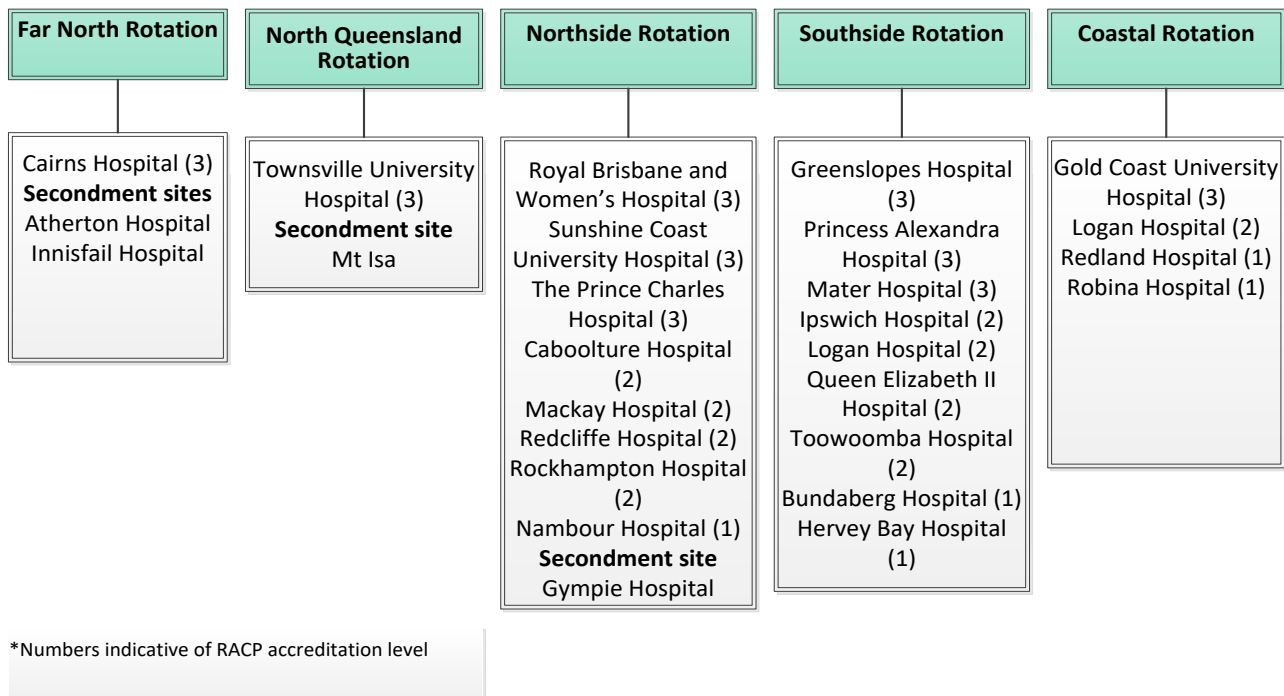 Far North Rotation
Cairns Hospital (3)
Secondment sites
Atherton Hospital
Innisfail Hospital
North Queensland
Rotation
Townsville University
Hospital (3)
Secondment site
Mt Isa
Northside Rotation
Royal Brisbane and
Women’s Hospital (3)
Sunshine Coast
University Hospital (3)
The Prince Charles
Hospital (3)
Caboolture Hospital
(2)
Mackay Hospital (2)
Redcliffe Hospital (2)
Rockhampton Hospital
(2)
Nambour Hospital (1)
Secondment site
Gympie Hospital
Southside Rotation
Greenslopes Hospital
(3)
Princess Alexandra
Hospital (3)
Mater Hospital (3)
Ipswich Hospital (2)
Logan Hospital (2)
Queen Elizabeth II
Hospital (2)
Toowoomba Hospital
(2)
Bundaberg Hospital (1)
Hervey Bay Hospital
(1)
Coastal Rotation
Gold Coast University
Hospital (3)
Logan Hospital (2)
Redland Hospital (1)
Robina Hospital (1)
*Numbers indicative of RACP accreditation level